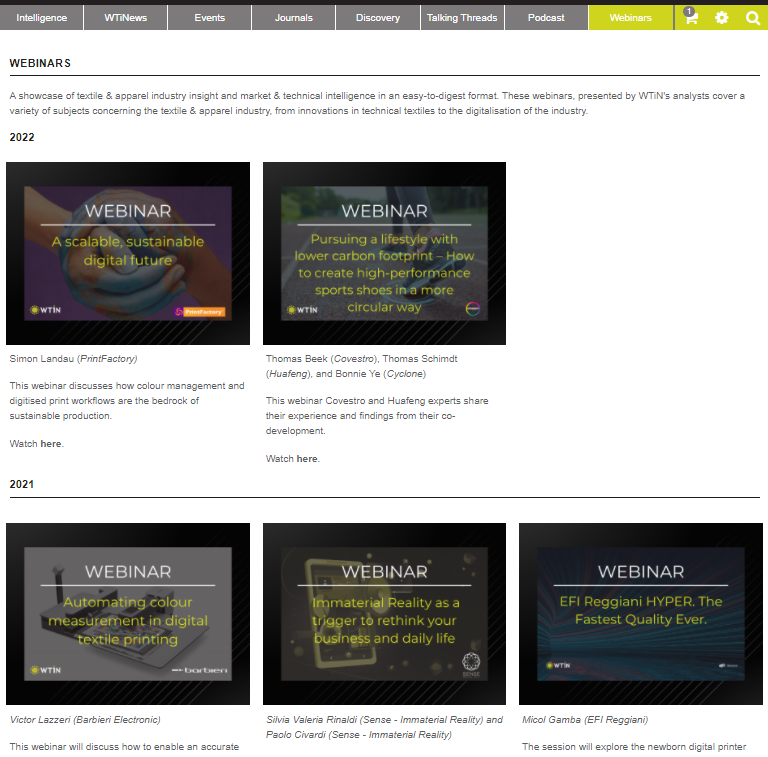 Intelligence WTiNews Events Journals Discovery Talking Threads Podcast Webinars 1
WEBINARS
A showcase of textile & apparel industry insight and market & technical intelligence in an easy-to-digest format. These webinars, presented by WTiN's analysts cover a
variety of subjects concerning the textile & apparel industry, from innovations in technical textiles to the digitalisation of the industry.
2022
WEBINAR
A scalable, sustainable
digital future
WTiN PrintFactory
Simon Landau (PrintFactory)
This webinar discusses how colour management and
digitised print workflows are the bedrock of
sustainable production.
Watch here.
WEBINAR
Pursuing a lifestyle with
lower carbon footprint – How
to create high-performance
sports shoes in a more
circular way
WTiN
Thomas Beek (Covestro), Thomas Schimdt
(Huafeng), and Bonnie Ye (Cyclone)
This webinar Covestro and Huafeng experts share
their experience and findings from their co-
development.
Watch here.
2021
WEBINAR
Automating colour
measurement in digital
textile printing
WTiN barbieri
Victor Lazzeri (Barbieri Electronic)
This webinar will discuss how to enable an accurate
WEBINAR
Immaterial Reality as a
trigger to rethink your
business and daily life
WTiN SENSE
Silvia Valeria Rinaldi (Sense - Immaterial Reality) and
Paolo Civardi (Sense - Immaterial Reality)
WEBINAR
EFI Reggiani HYPER. The
Fastest Quality Ever.
WTiN
Micol Gamba (EFI Reggiani)
The session will explore the newborn digital printer